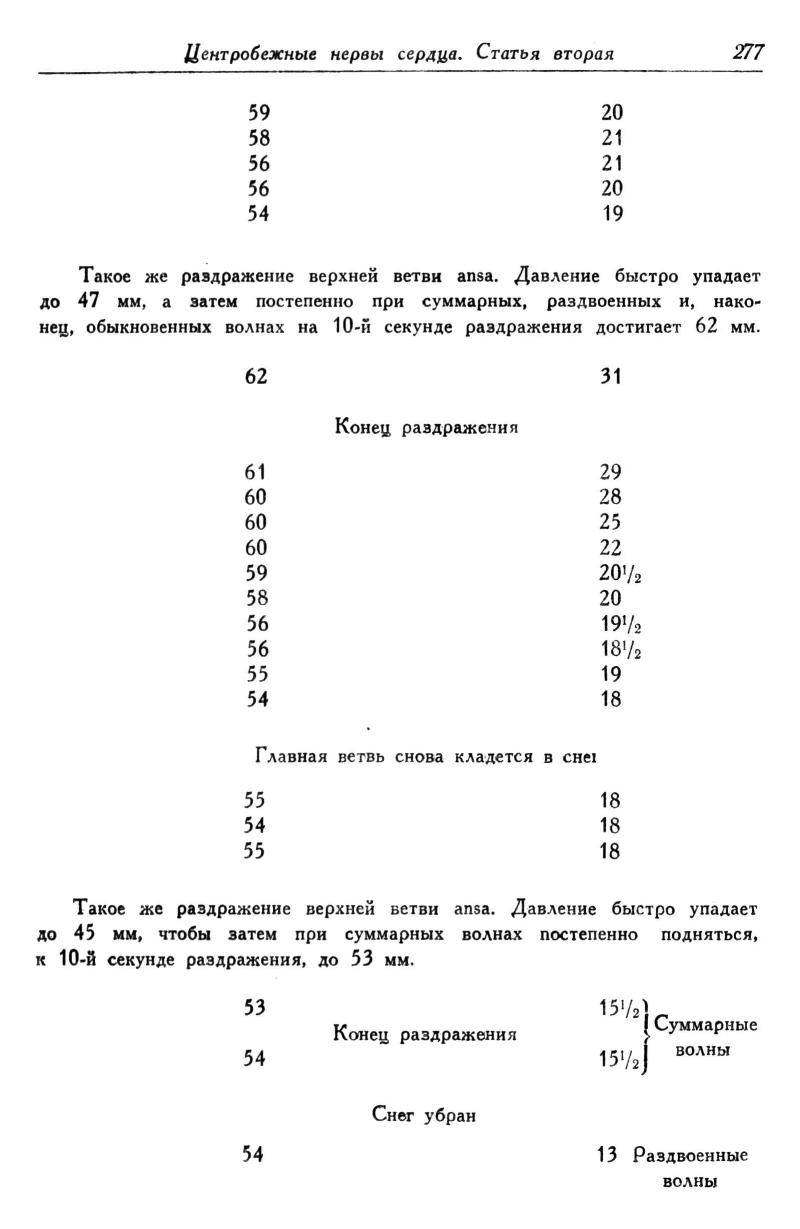 Центробежные нервы сердца. Статья вторая 277
59 20
58 21
56 21
56 20
54 19
Такое же раздражение верхней ветви ansa. Давление быстро упадает
до 47 мм, а затем постепенно при суммарных, раздвоенных и, нако-
нец, обыкновенных волнах на 10-й секунде раздражения достигает 62 мм.
62 31
Конец раздражения
61 29
60 28
60 25
60 22
59 20 1/2
58 20
56 19 1/2
56 18 1/2
55 19
54 18
Главная ветвь снова кладется в снег
55 18
54 18
55 18
Такое же раздражение верхней ветви ansa. Давление быстро упадает
до 45 мм, чтобы затем при суммарных волнах постепенно подняться,
к 10-й секунде раздражения, до 53 мм.
53 15 1/2
Конец раздражения
54 15 1/2
Суммарные
волны
Снег убран
54 13 Раздвоенные
волны